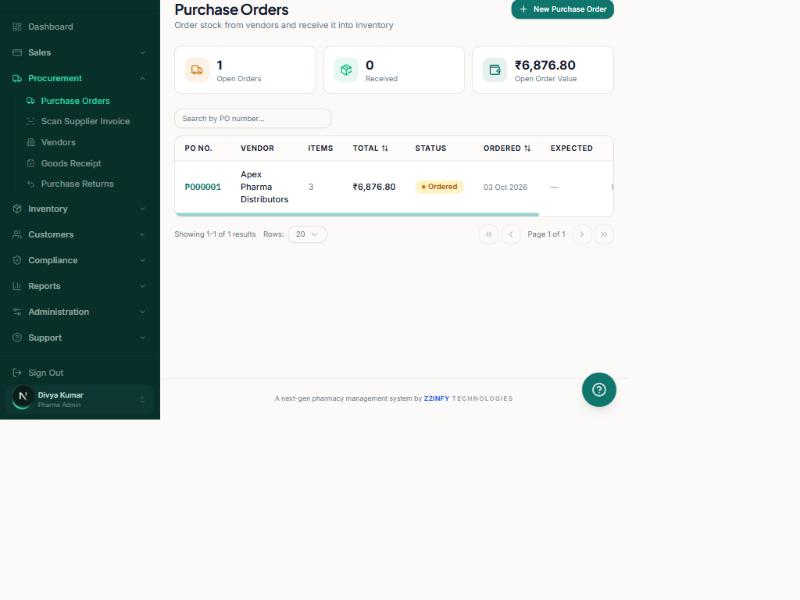 Purchase Orders
Order stock from vendors and receive it into inventory
New Purchase Order
Dashboard
Sales
Procurement
Purchase Orders
Scan Supplier Invoice
Vendors
Goods Receipt
Purchase Returns
Inventory
Customers
Compliance
Reports
Administration
Support
Sign Out
N
Divya Kumar
Pharma Admin
1
Open Orders
0
Received
₹6,876.80
Open Order Value
Search by PO number...
PO NO. VENDOR ITEMS TOTAL STATUS ORDERED EXPECTED
PO00001 Apex Pharma Distributors 3 ₹6,876.80 Ordered 03 Oct 2026 —
Showing 1–1 of 1 results Rows: 20 Page 1 of 1
A next-gen pharmacy management system by ZZINFY TECHNOLOGIES